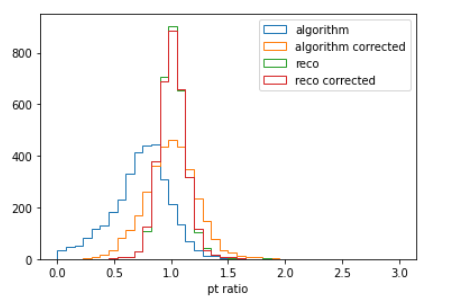 algorithm
algorithm corrected
reco
reco corrected
800
600
400
200
0
0.0 0.5 1.0 1.5 2.0 2.5 3.0
pt ratio